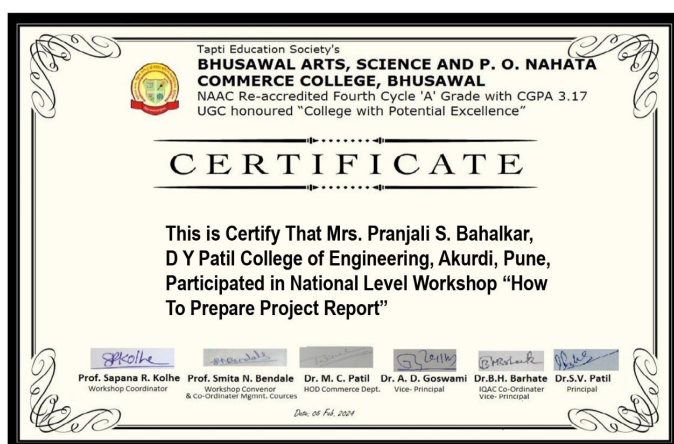 Tapti Education Society's
BHUSAWAL ARTS, SCIENCE AND P. O. NAHATA
COMMERCE COLLEGE, BHUSAWAL
NAAC Re-accredited Fourth Cycle 'A' Grade with CGPA 3.17
UGC honoured “College with Potential Excellence”
CERTIFICATE
This is Certify That Mrs. Pranjali S. Bahalkar,
D Y Patil College of Engineering, Akurdi, Pune,
Participated in National Level Workshop “How
To Prepare Project Report”
SRKolhe
Prof. Sapana R. Kolhe
Workshop Coordinator
Prof. Smita N. Bendale
Workshop Convenor
& Co-Ordinater Mgmnt. Cources
Dr. M. C. Patil
HOD Commerce Dept.
Dr. A. D. Goswami
Vice- Principal
Dr.B.H. Barhate
IQAC Co-Ordinater
Vice- Principal
Dr.S.V. Patil
Principal
Date; 05 Feb, 2024